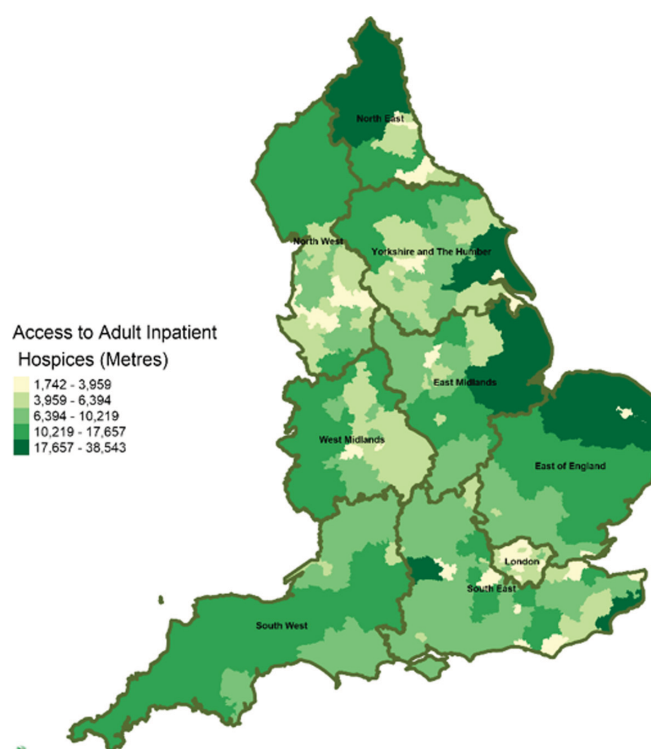 North East
North West
Yorkshire and The Humber
Access to Adult Inpatient
Hospices (Metres)
1,742 - 3,959
3,959 - 6,394
6,394 - 10,219
10,219 - 17,657
17,657 - 38,543
East Midlands
West Midlands
East of England
London
South East
South West